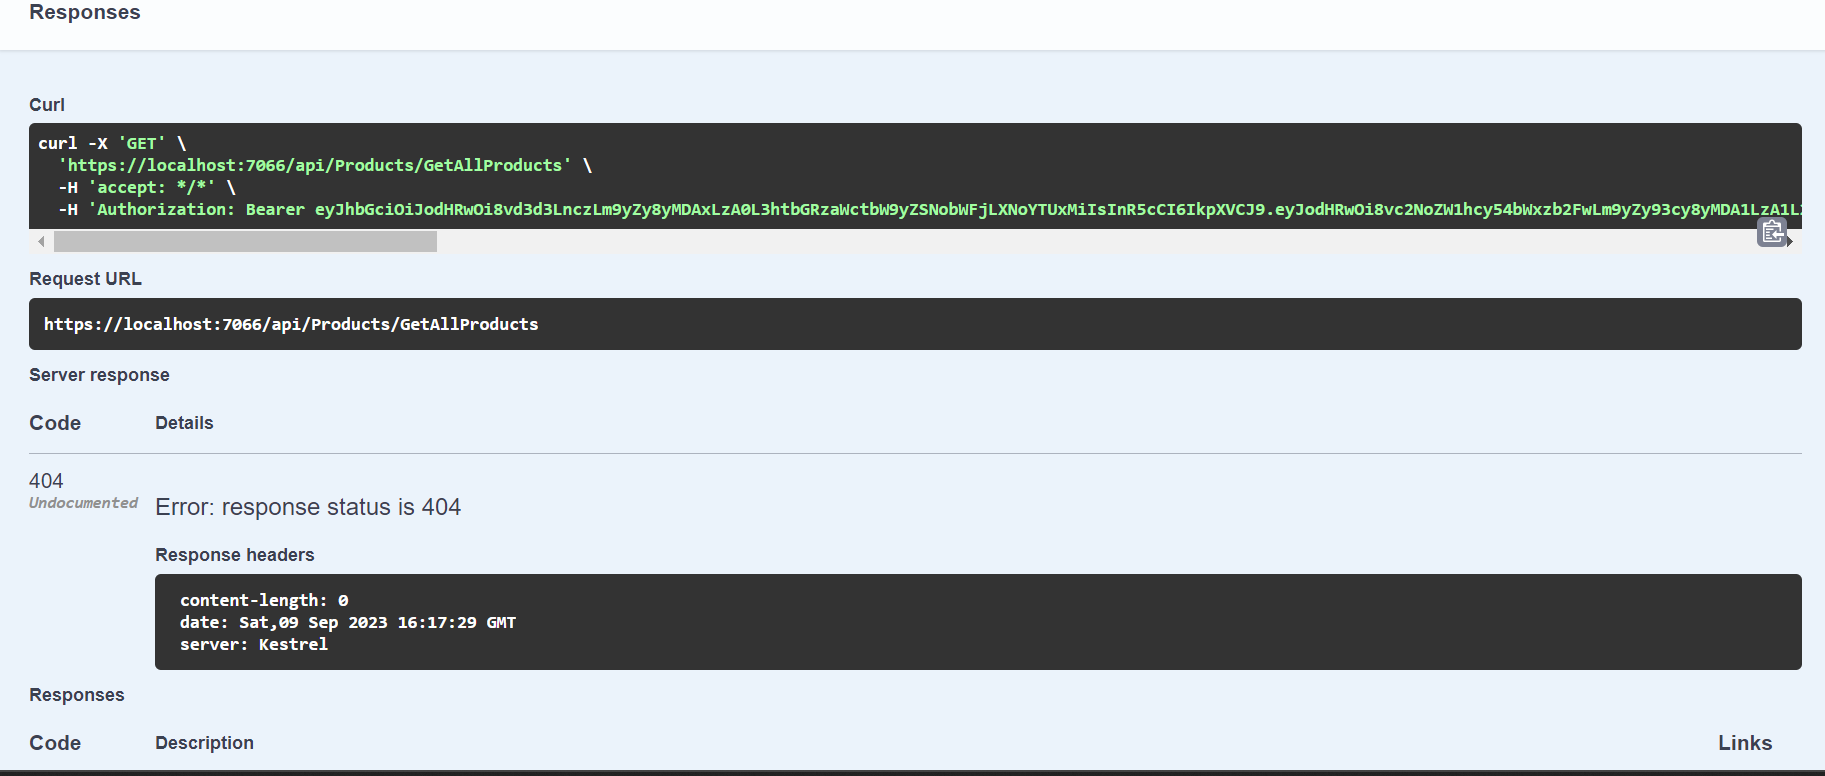 Responses
Curl
curl -X 'GET' \
'https://localhost:7066/api/Products/GetAllProducts' \
-H 'accept: */*' \
-H 'Authorization: Bearer eyJhbGciOiJodHRwOi8vd3d3LnczLm9yZy8yMDAxLzA0L3htbGRzaWctbW9yZSNobWFjLXNoYTUxMiIsInR5cCI6IkpXVCJ9.eyJodHRwOi8vc2NoZW1hcy54bWxzb2FwLm9yZy93cy8yMDA1LzA1L
Request URL
https://localhost:7066/api/Products/GetAllProducts
Server response
Code Details
404
Undocumented
Error: response status is 404
Response headers
content-length: 0
date: Sat,09 Sep 2023 16:17:29 GMT
server: Kestrel
Responses
Code Description Links